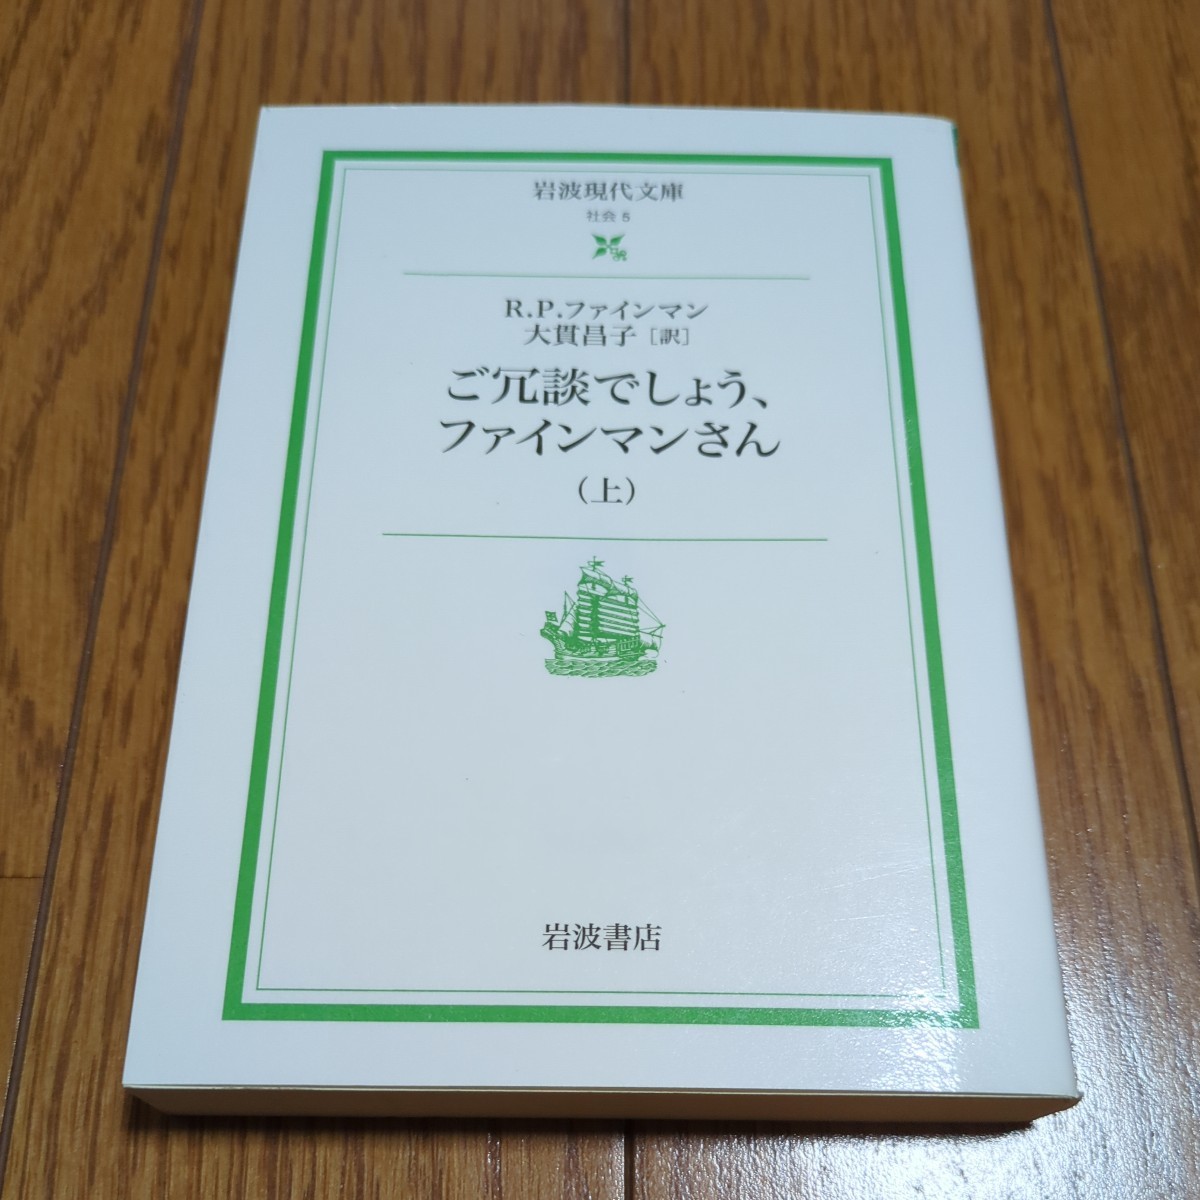 岩波現代文庫
社会 5
R.P.ファインマン
大貫昌子［訳］
ご冗談でしょう、
ファインマンさん
（上）
岩波書店